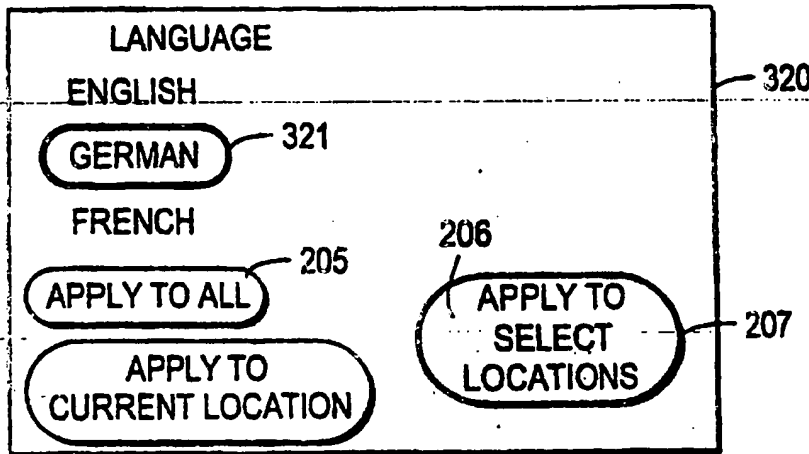 LANGUAGE
ENGLISH
320
GERMAN
321
FRENCH
206
205
APPLY TO ALL
APPLY TO
SELECT
LOCATIONS
207
APPLY TO
CURRENT LOCATION